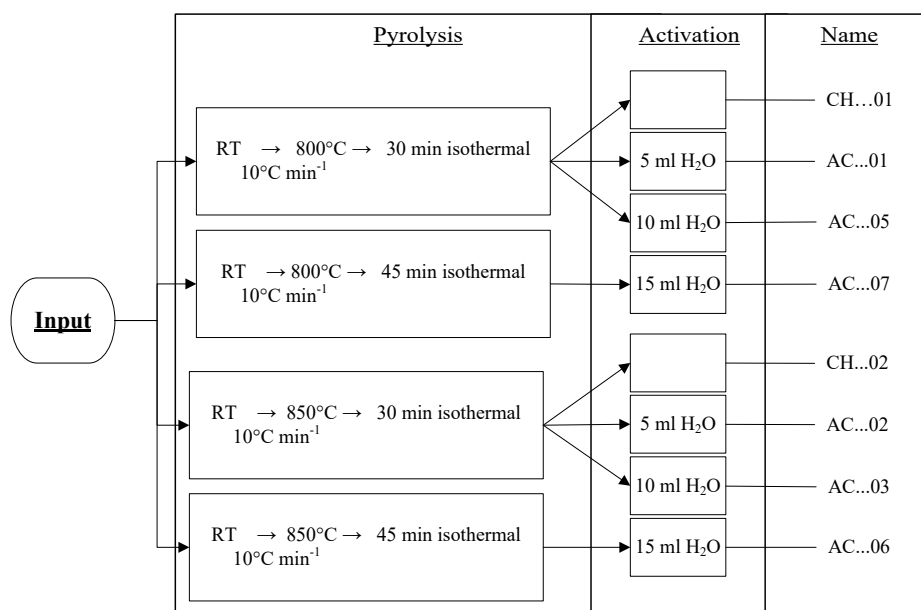 Pyrolysis
Activation
Name
CH…01
RT → 800°C → 30 min isothermal
10°C min⁻¹
5 ml H₂O
AC...01
10 ml H₂O
AC...05
RT → 800°C → 45 min isothermal
10°C min⁻¹
15 ml H₂O
AC...07
Input
CH...02
RT → 850°C → 30 min isothermal
10°C min⁻¹
5 ml H₂O
AC...02
10 ml H₂O
AC...03
RT → 850°C → 45 min isothermal
10°C min⁻¹
15 ml H₂O
AC...06